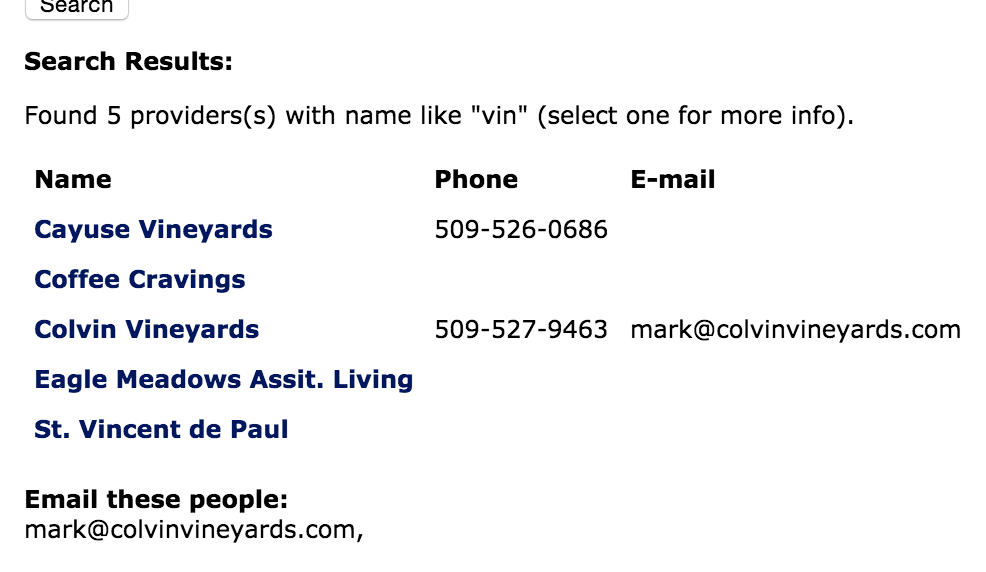 Search
Search Results:
Found 5 providers(s) with name like "vin" (select one for more info).
Name Phone E-mail
Cayuse Vineyards 509-526-0686
Coffee Cravings
Colvin Vineyards 509-527-9463 mark@colvinvineyards.com
Eagle Meadows Assit. Living
St. Vincent de Paul
Email these people:
mark@colvinvineyards.com,